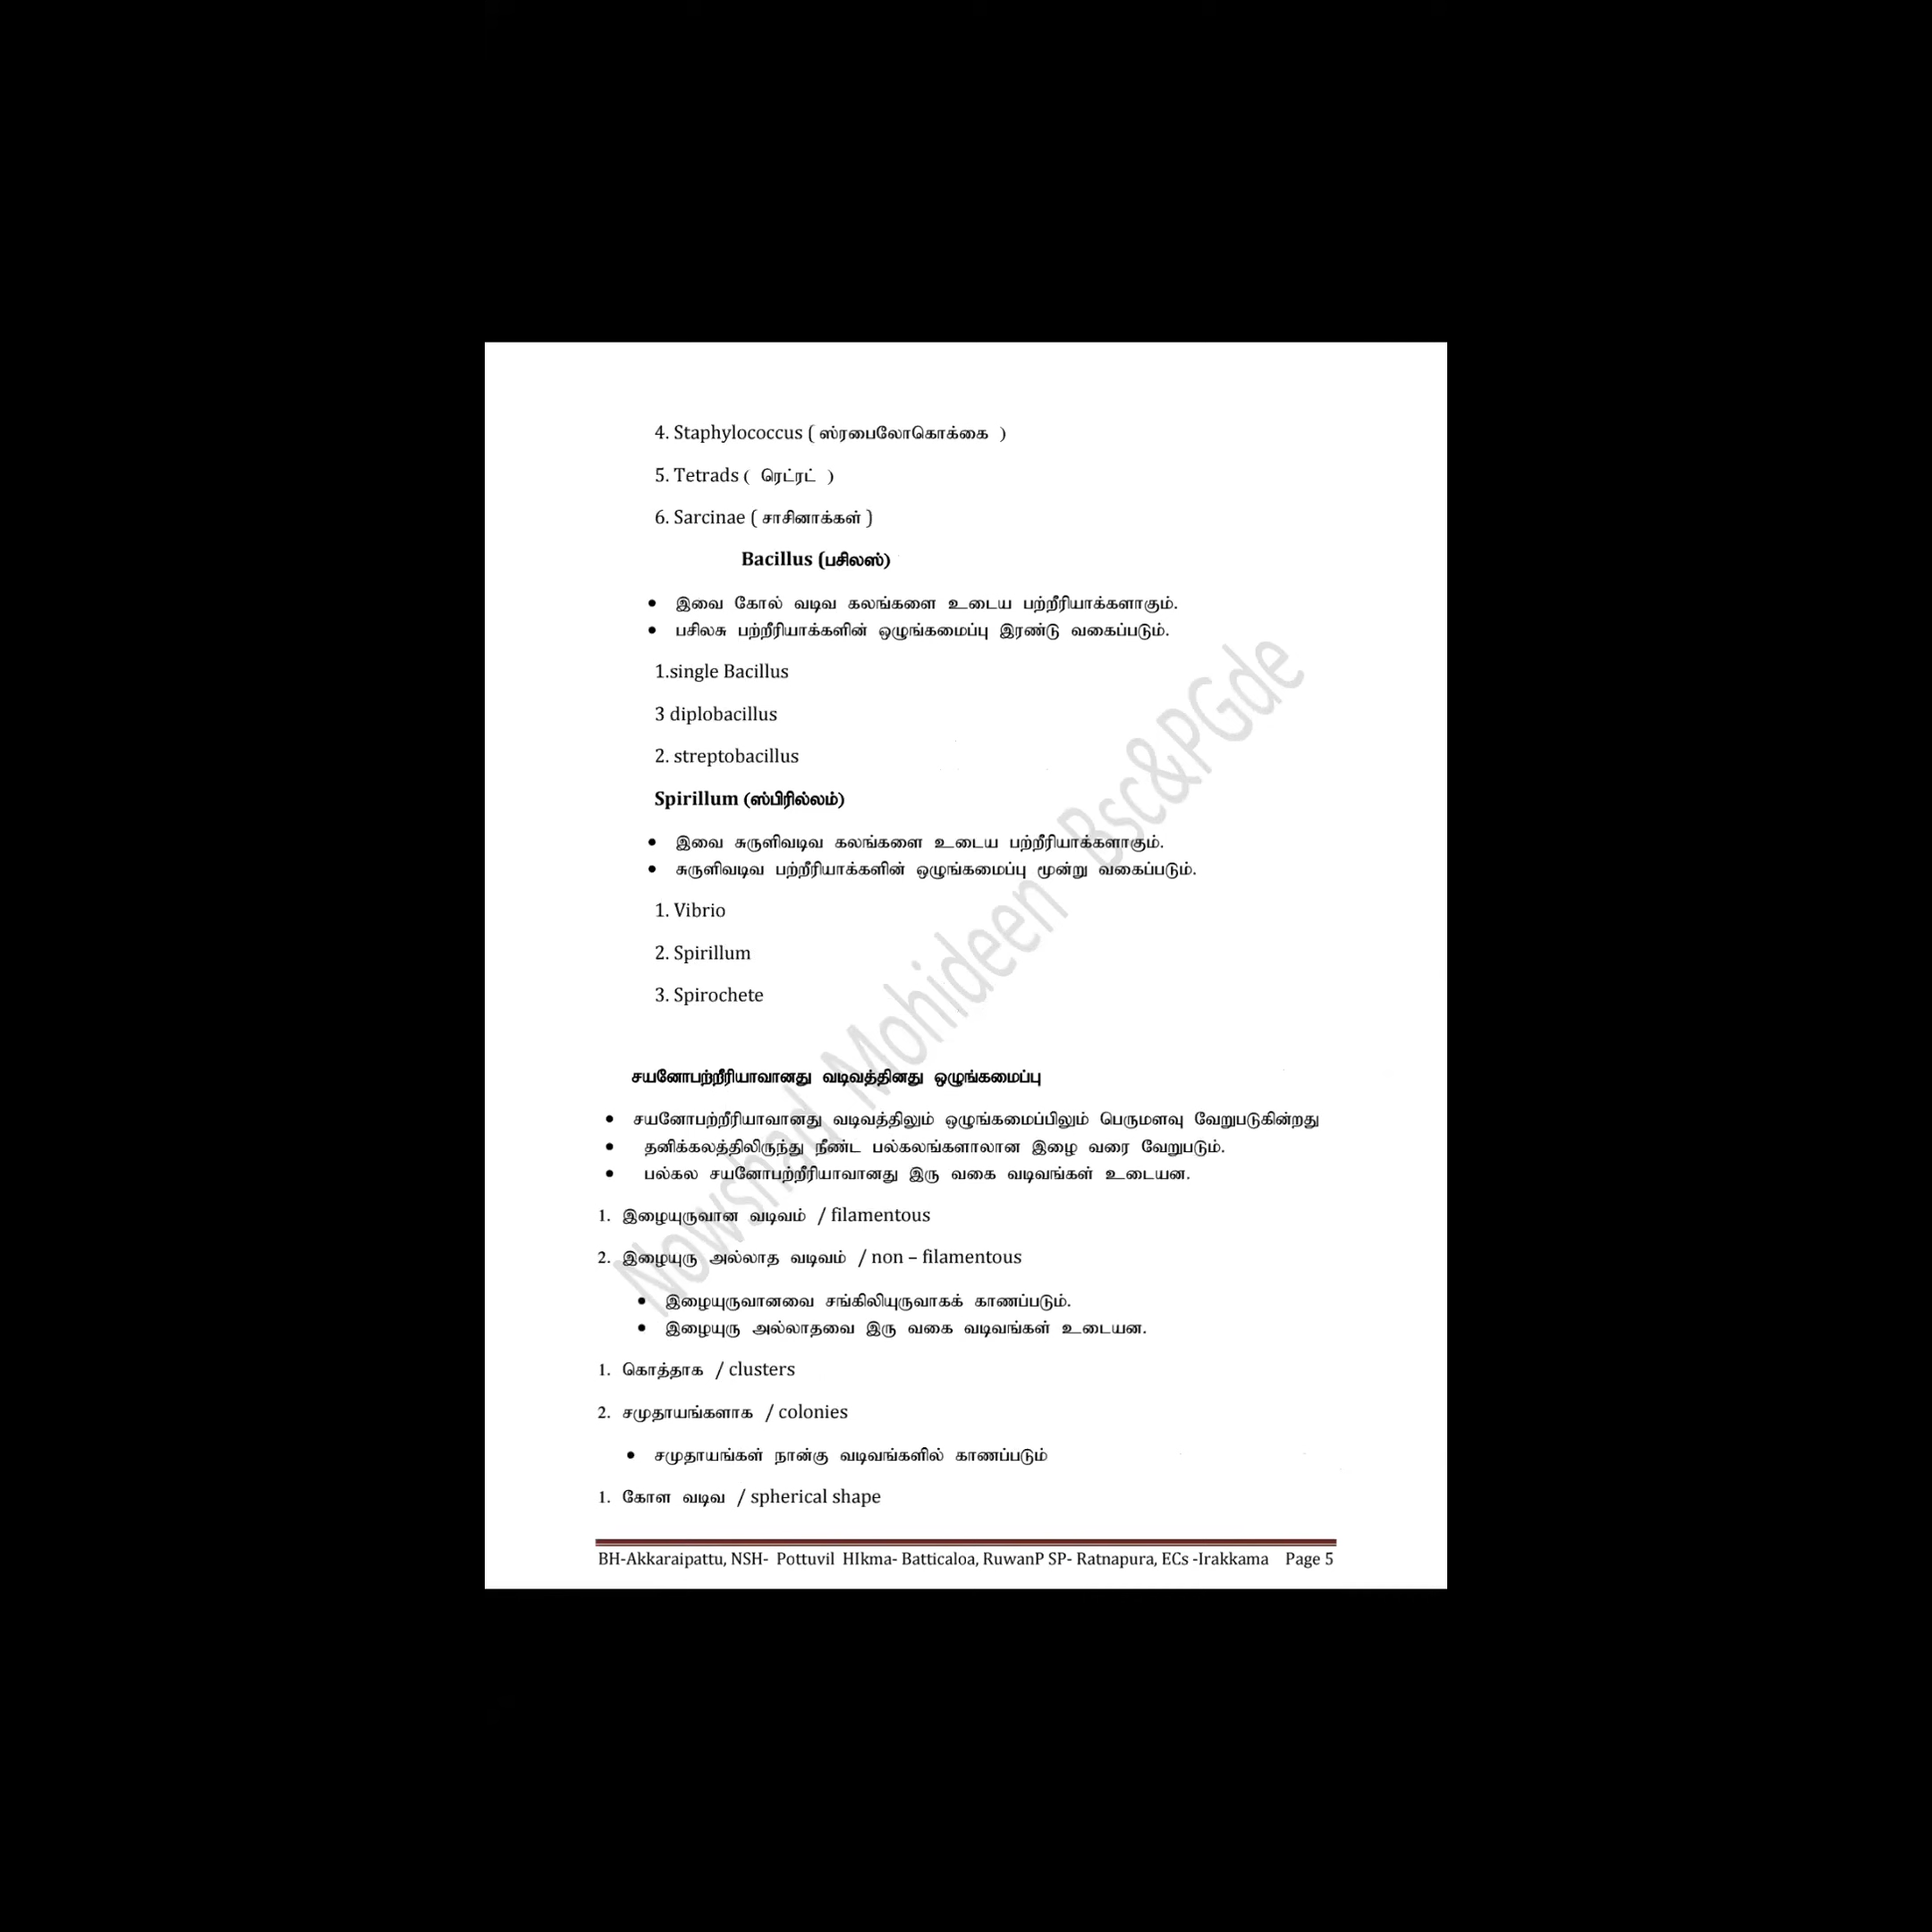 4. Staphylococcus ( ஸ்ரபைலோகொக்கை )
5. Tetrads ( ரெட்ரட் )
6. Sarcinae ( சாசினாக்கள் )
Bacillus (பசிலஸ்)
• இவை கோல் வடிவ கலங்களை உடைய பற்றீரியாக்களாகும்.
• பசிலசு பற்றீரியாக்களின் ஒழுங்கமைப்பு இரண்டு வகைப்படும்.
1.single Bacillus
3 diplobacillus
2. streptobacillus
Spirillum (ஸ்பிரில்லம்)
• இவை சுருளிவடிவ கலங்களை உடைய பற்றீரியாக்களாகும்.
• சுருளிவடிவ பற்றீரியாக்களின் ஒழுங்கமைப்பு மூன்று வகைப்படும்.
1. Vibrio
2. Spirillum
3. Spirochete
சயனோபற்றீரியாவானது வடிவத்தினது ஒழுங்கமைப்பு
• சயனோபற்றீரியாவானது வடிவத்திலும் ஒழுங்கமைப்பிலும் பெருமளவு வேறுபடுகின்றது
• தனிக்கலத்திலிருந்து நீண்ட பல்கலங்களாலான இழை வரை வேறுபடும்.
• பல்கல சயனோபற்றீரியாவானது இரு வகை வடிவங்கள் உடையன.
1. இழையுருவான வடிவம் / filamentous
2. இழையுரு அல்லாத வடிவம் / non – filamentous
• இழையுருவானவை சங்கிலியுருவாகக் காணப்படும்.
• இழையுரு அல்லாதவை இரு வகை வடிவங்கள் உடையன.
1. கொத்தாக / clusters
2. சமுதாயங்களாக / colonies
• சமுதாயங்கள் நான்கு வடிவங்களில் காணப்படும்
1. கோள வடிவ / spherical shape
BH-Akkaraipattu, NSH- Pottuvil HIkma- Batticaloa, RuwanP SP- Ratnapura, ECs -Irakkama Page 5
Nowshad Mohideen Bsc&PGde